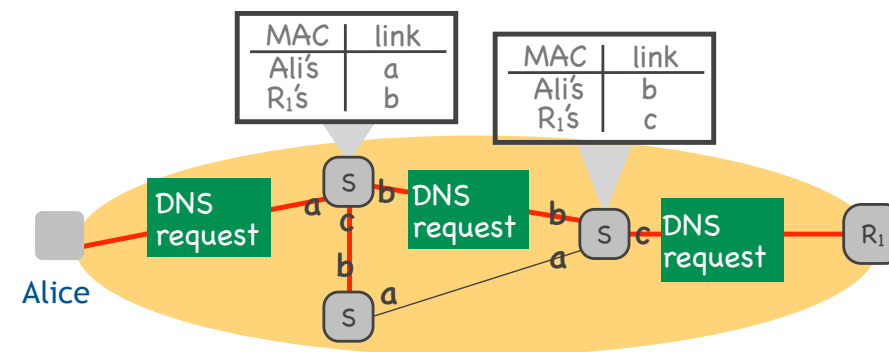 MAC link
Ali's a
R₁'s b
MAC link
Ali's b
R₁'s c
S
DNS
request
a
b
c
DNS
request
b
S
c
DNS
request
R₁
a
b
Alice
a
S